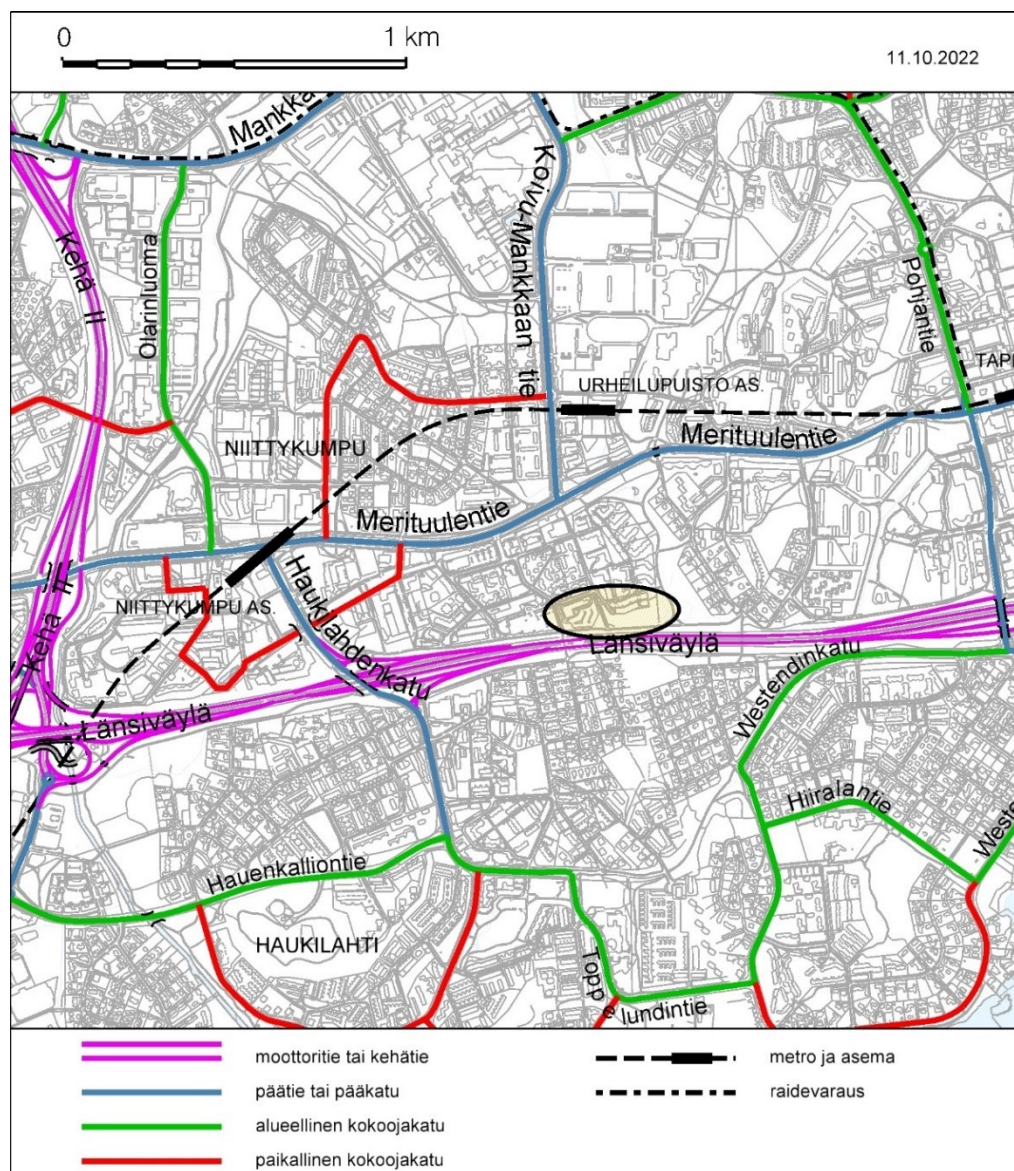 0 1 km
11.10.2022
Mankka
Koivu-Mankkaan tie
Kehä II
Olarinluoma
Pohjantie
URHEILUPUISTO AS.
TAPI
Merituulentie
NIITTYKUMPU
Merituulentie
NIITTYKUMPU AS.
Haukilahdenkatu
Kehä II
Länsiväylä
Westendinkatu
Länsiväylä
Hiiralantie
Weste
Hauenkalliontie
HAUKILAHTI
Toppelundintie
moottoritie tai kehätie
metro ja asema
päätie tai pääkatu
raidevaraus
alueellinen kokoojakatu
paikallinen kokoojakatu